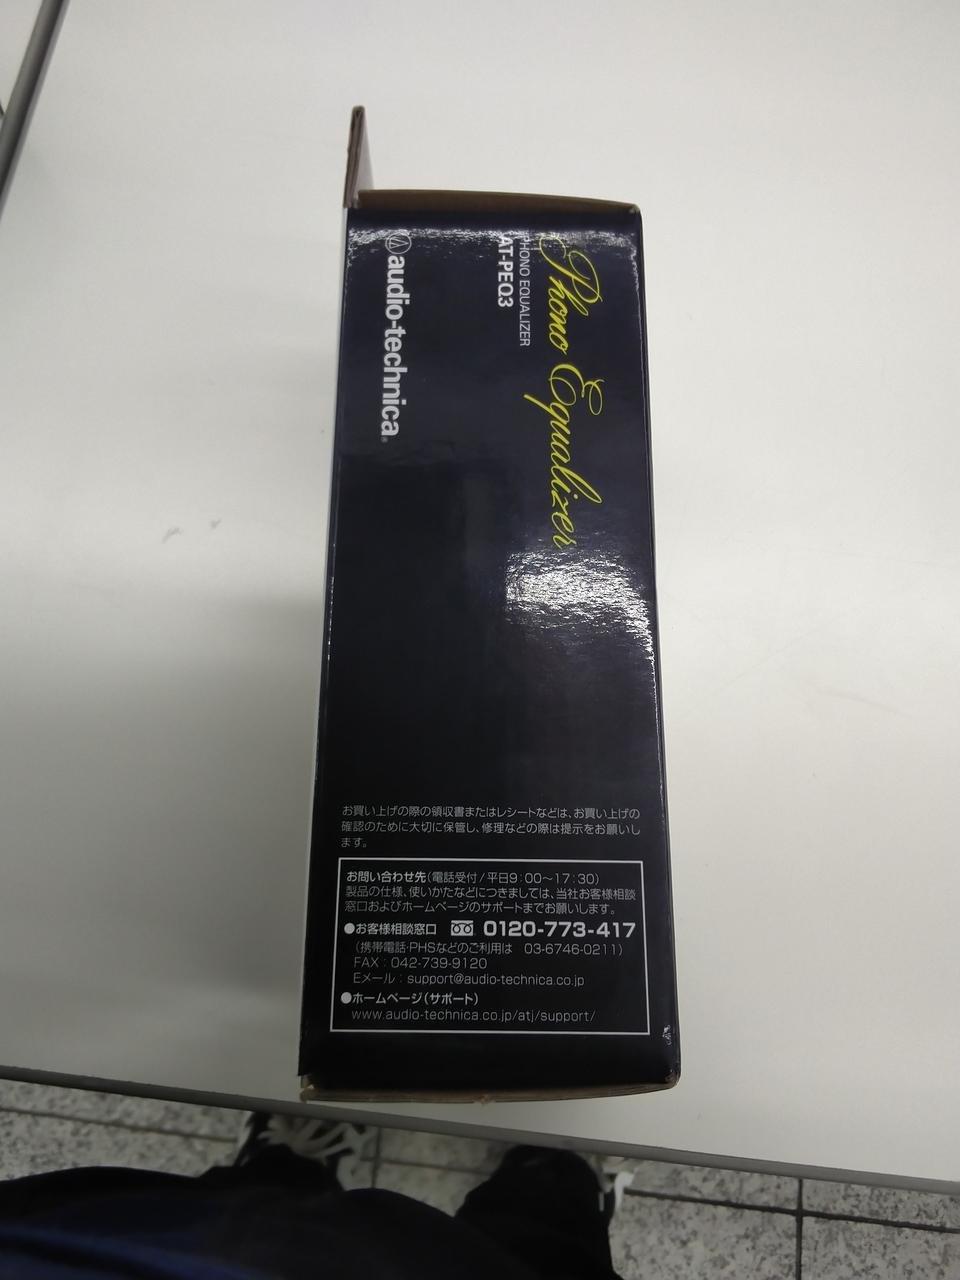 Phono Equalizer
PHONO EQUALIZER
AT-PEQ3
audio-technica®
お買い上げの際の領収書またはレシートなどは、お買い上げの
確認のために大切に保管し、修理などの際は提示をお願いし
ます。
お問い合わせ先(電話受付/平日9:00〜17:30)
製品の仕様、使いかたなどにつきましては、当社お客様相談
窓口およびホームページのサポートまでお願いします。
●お客様相談窓口 0120-773-417
(携帯電話・PHSなどのご利用は 03-6746-0211)
FAX:042-739-9120
Eメール:support@audio-technica.co.jp
●ホームページ(サポート)
www.audio-technica.co.jp/atj/support/